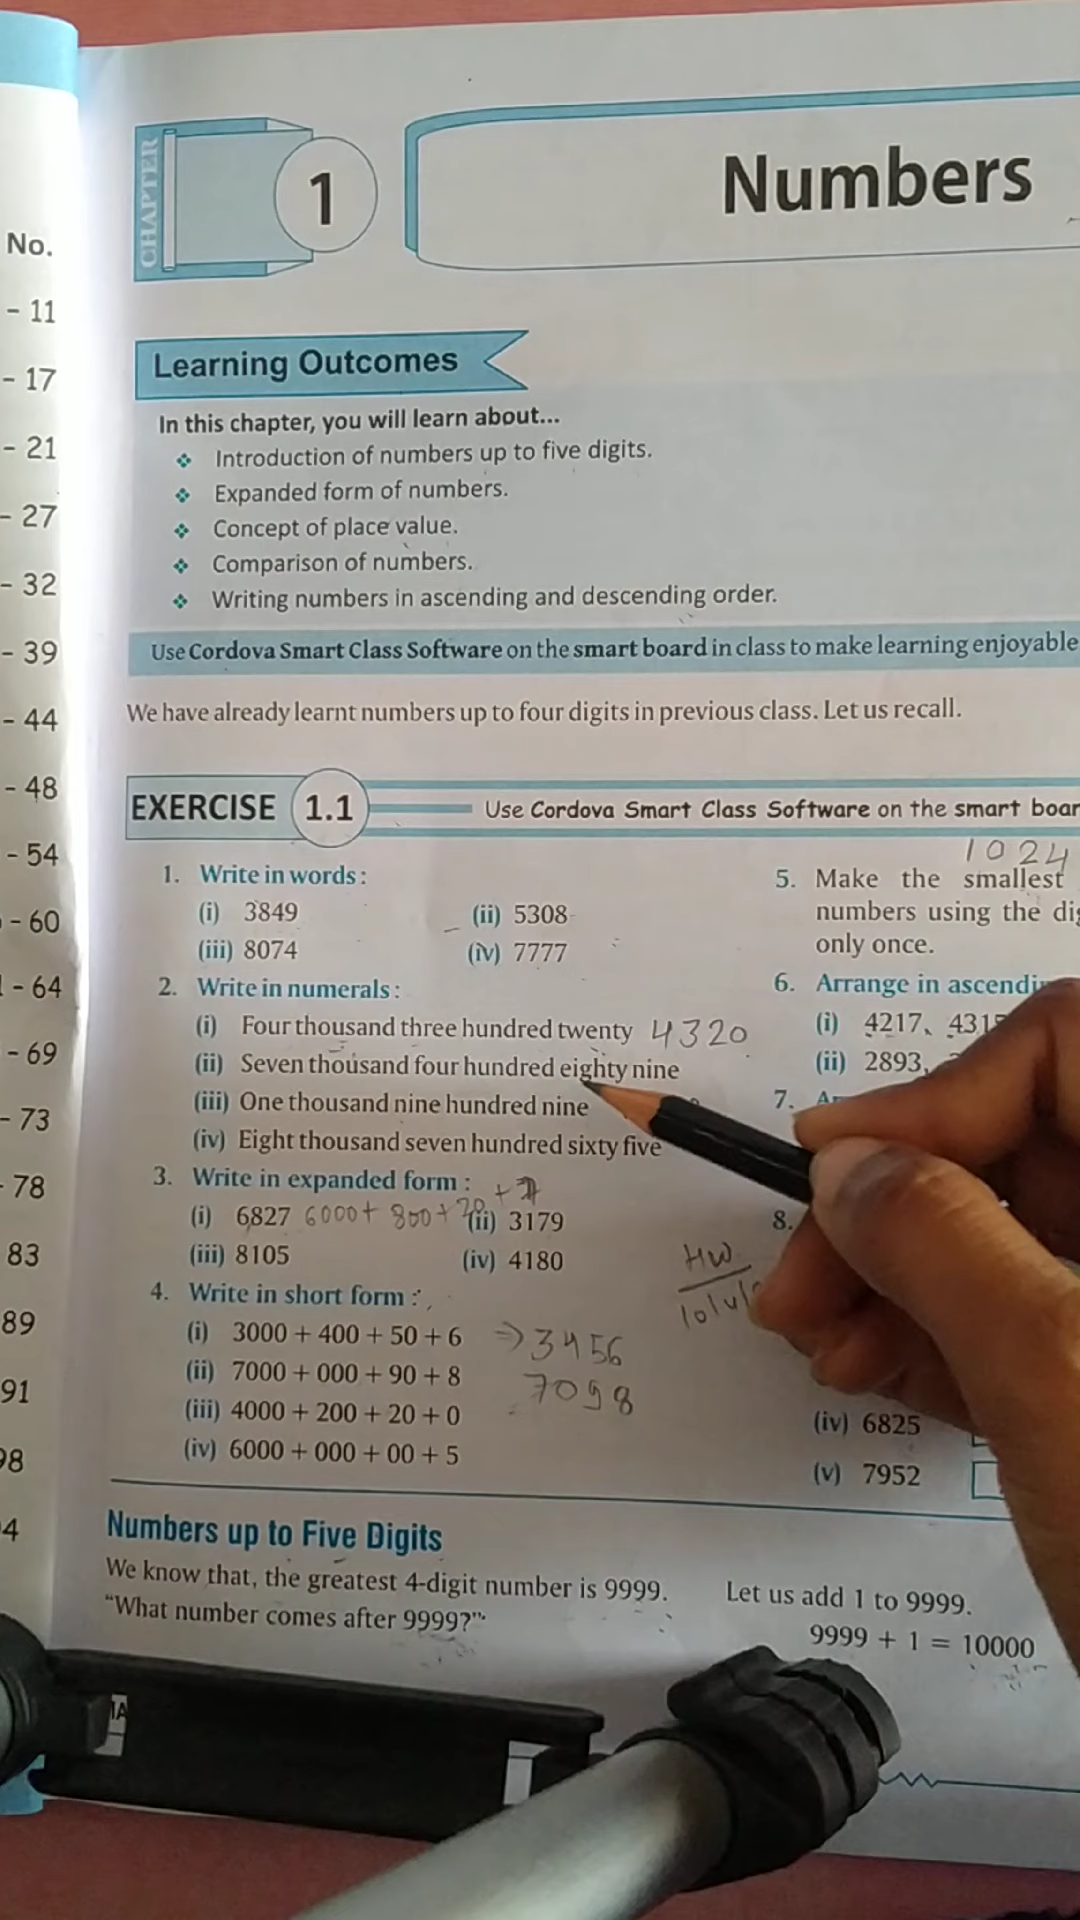 No.
- 11
- 17
- 21
- 27
- 32
- 39
- 44
- 48
- 54
- 60
- 64
- 69
- 73
- 78
83
89
91
98
4
CHAPTER
1
Numbers
Learning Outcomes
In this chapter, you will learn about...
❖ Introduction of numbers up to five digits.
❖ Expanded form of numbers.
❖ Concept of place value.
❖ Comparison of numbers.
❖ Writing numbers in ascending and descending order.
Use Cordova Smart Class Software on the smart board in class to make learning enjoyable
We have already learnt numbers up to four digits in previous class. Let us recall.
EXERCISE 1.1
Use Cordova Smart Class Software on the smart boar
1. Write in words :
(i) 3849 (ii) 5308
(iii) 8074 (iv) 7777
2. Write in numerals :
(i) Four thousand three hundred twenty 4320
(ii) Seven thousand four hundred eighty nine
(iii) One thousand nine hundred nine
(iv) Eight thousand seven hundred sixty five
3. Write in expanded form :
(i) 6827 6000+ 800+ 20 + 7 (ii) 3179
(iii) 8105 (iv) 4180
4. Write in short form :
(i) 3000 + 400 + 50 + 6 ⇒ 3456
(ii) 7000 + 000 + 90 + 8 7098
(iii) 4000 + 200 + 20 + 0
(iv) 6000 + 000 + 00 + 5
1024
5. Make the smallest
numbers using the dig
only once.
6. Arrange in ascendi
(i) 4217, 4315
(ii) 2893,
7.
8.
HW
(iv) 6825
(v) 7952
Numbers up to Five Digits
We know that, the greatest 4-digit number is 9999.
"What number comes after 9999?"
Let us add 1 to 9999.
9999 + 1 = 10000